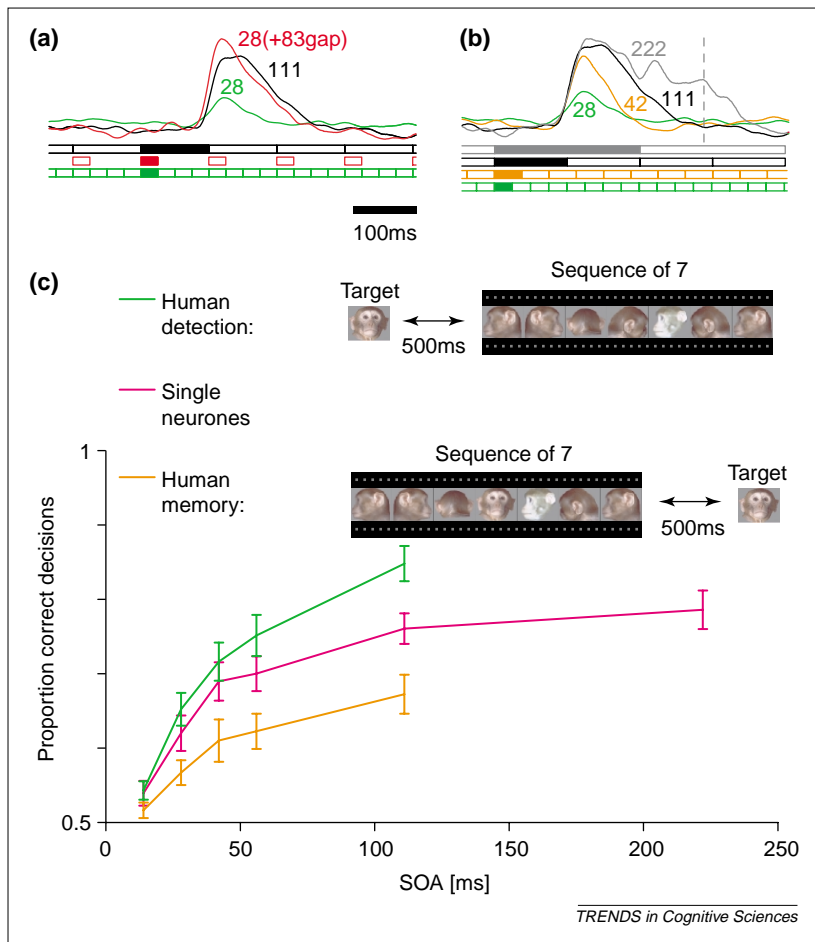 (a)
28(+83gap)
111
28
100ms
(b)
222
111
42
28
(c)
Human
detection:
Target
500ms
Sequence of 7
Single
neurones
Human
memory:
Sequence of 7
500ms
Target
Proportion correct decisions
1
0.5
0
50
100
150
200
250
SOA [ms]
TRENDS in Cognitive Sciences